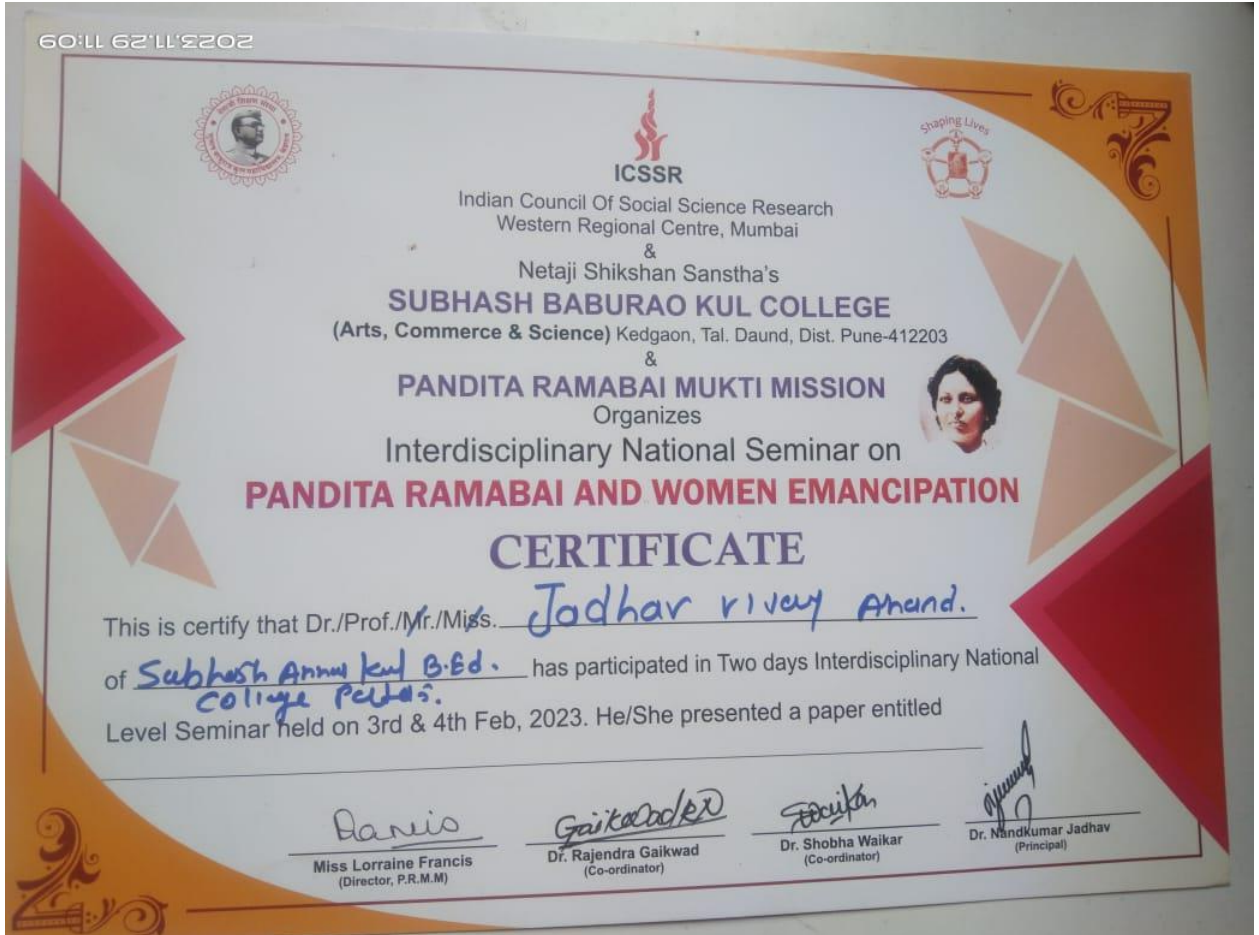 2023.11.29 11:09
Shaping Lives
ICSSR
Indian Council Of Social Science Research
Western Regional Centre, Mumbai
&
Netaji Shikshan Sanstha's
SUBHASH BABURAO KUL COLLEGE
(Arts, Commerce & Science) Kedgaon, Tal. Daund, Dist. Pune-412203
&
PANDITA RAMABAI MUKTI MISSION
Organizes
Interdisciplinary National Seminar on
PANDITA RAMABAI AND WOMEN EMANCIPATION
CERTIFICATE
This is certify that Dr./Prof./Mr./Miss. Jadhav Anand.
of Subhash Kul B.Ed. has participated in Two days Interdisciplinary National
College
Level Seminar held on 3rd & 4th Feb, 2023. He/She presented a paper entitled
Miss Lorraine Francis
(Director, P.R.M.M)
Dr. Rajendra Gaikwad
(Co-ordinator)
Dr. Shobha Waikar
(Co-ordinator)
Dr. Nandkumar Jadhav
(Principal)